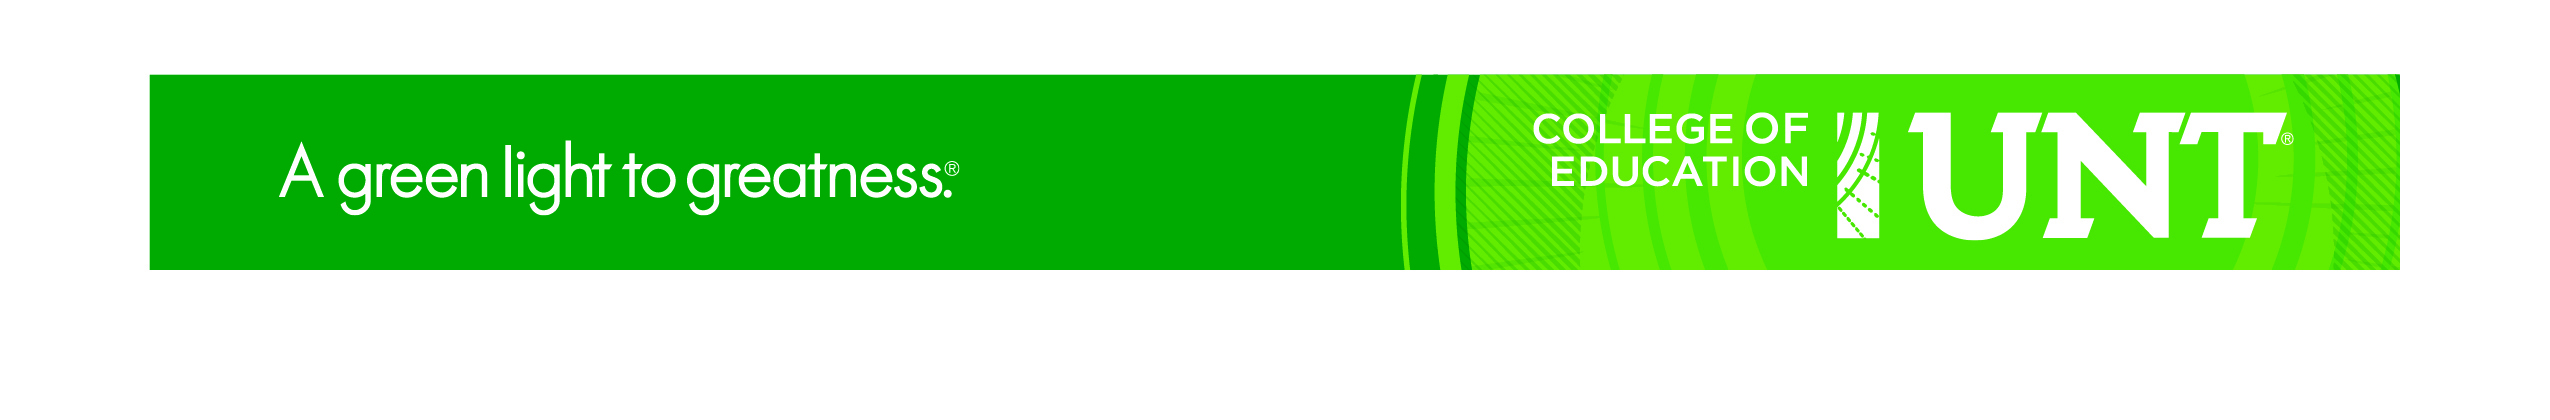 A green light to greatness.®
COLLEGE OF
EDUCATION
UNT®